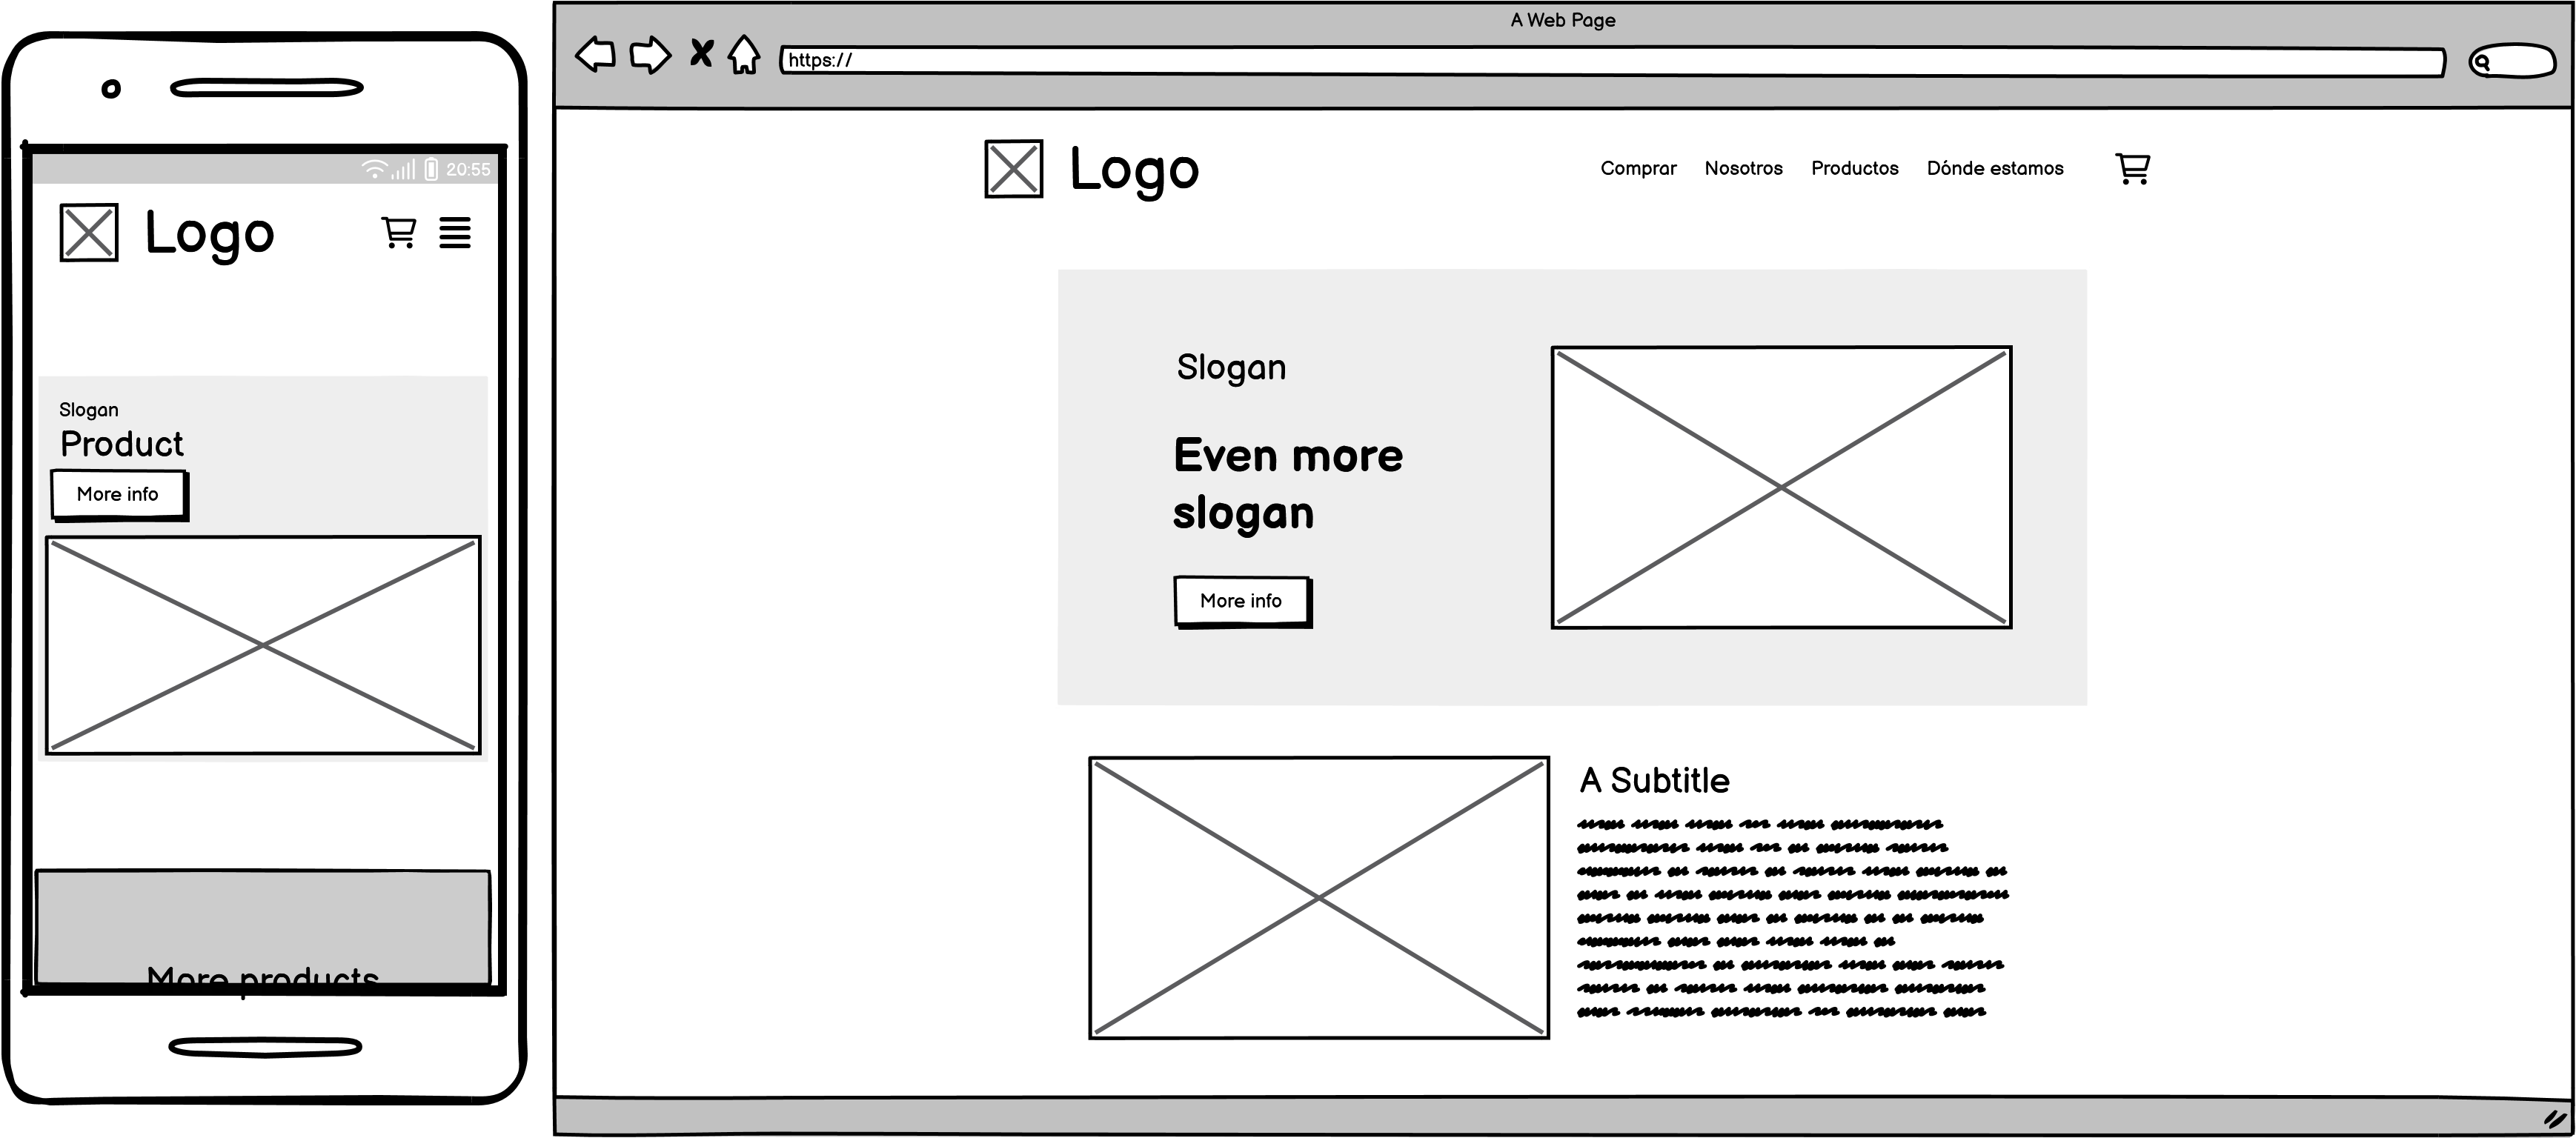 20:55
Logo
Slogan
Product
More info
More products
A Web Page
https://
Logo
Comprar Nosotros Productos Dónde estamos
Slogan
Even more
slogan
More info
A Subtitle